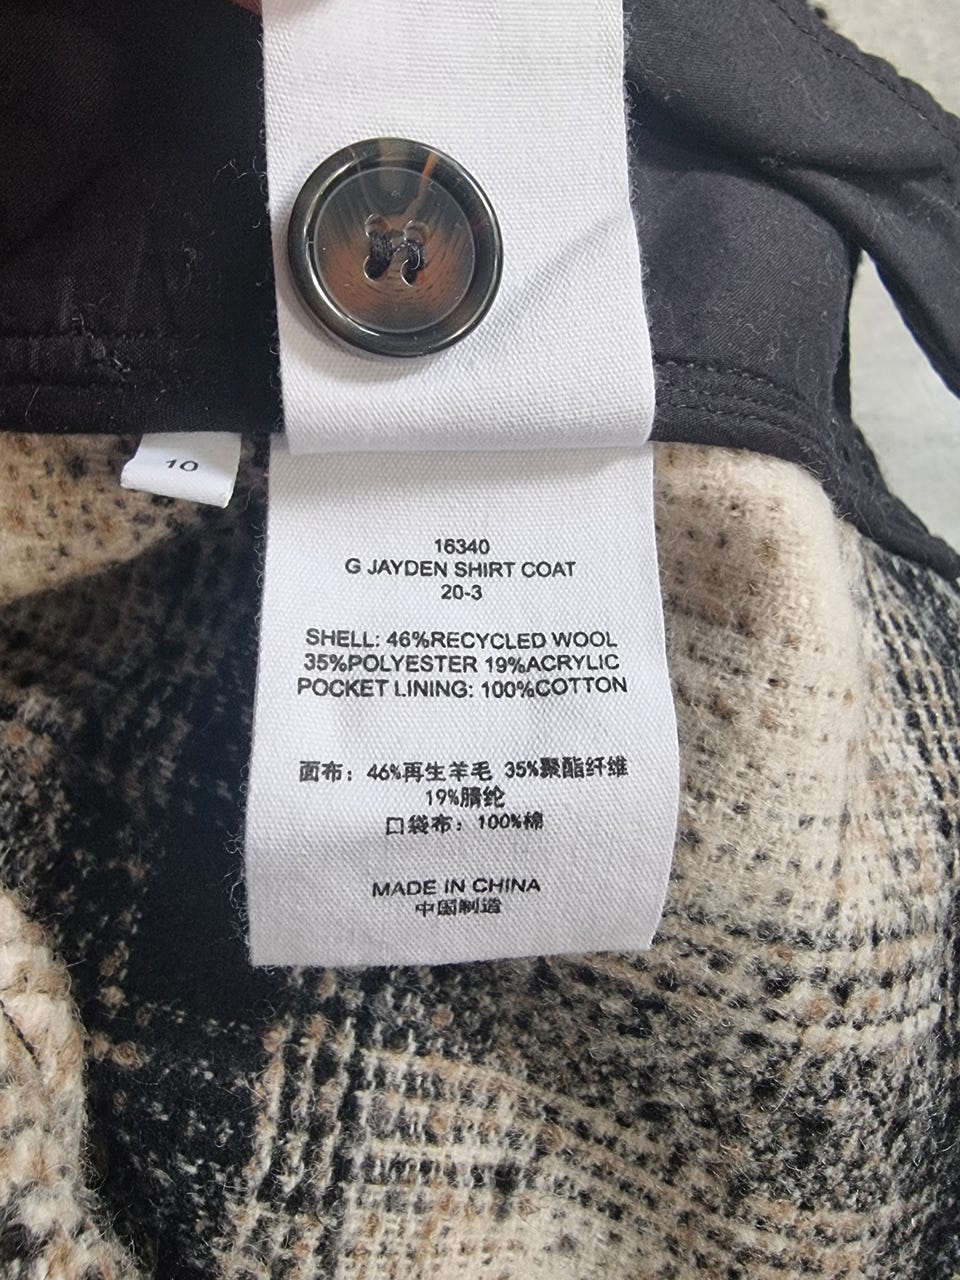 10
16340
G JAYDEN SHIRT COAT
20-3
SHELL: 46%RECYCLED WOOL
35%POLYESTER 19%ACRYLIC
POCKET LINING: 100%COTTON
面布：46%再生羊毛 35%聚酯纤维
19%腈纶
口袋布：100%棉
MADE IN CHINA
中国制造